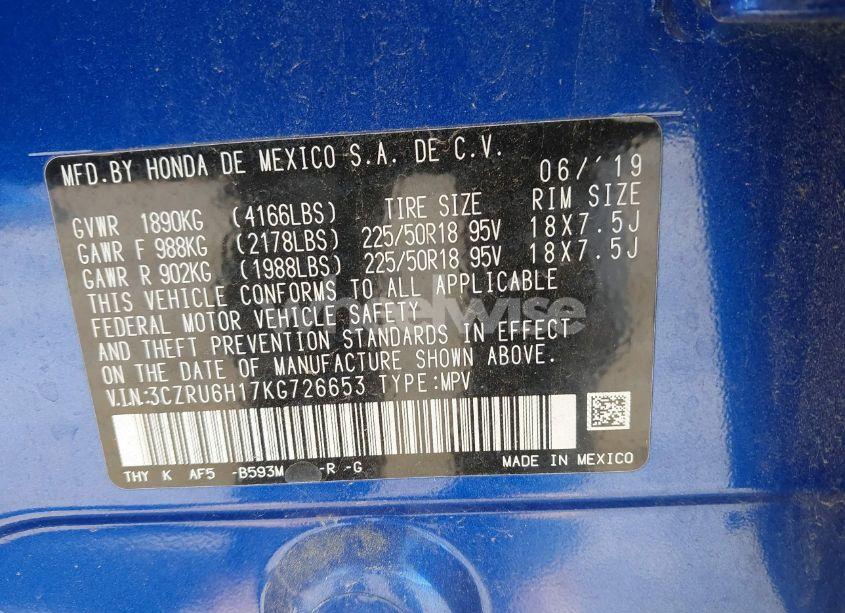 MFD.BY HONDA DE MEXICO S.A. DE C.V. 06/'19
GVWR 1890KG (4166LBS) TIRE SIZE RIM SIZE
GAWR F 988KG (2178LBS) 225/50R18 95V 18X7.5J
GAWR R 902KG (1988LBS) 225/50R18 95V 18X7.5J
THIS VEHICLE CONFORMS TO ALL APPLICABLE
FEDERAL MOTOR VEHICLE SAFETY
AND THEFT PREVENTION STANDARDS IN EFFECT
ON THE DATE OF MANUFACTURE SHOWN ABOVE.
V.I.N:3CZRU6H17KG726653 TYPE:MPV
THY K AF5 -B593M -R -G MADE IN MEXICO
wheelwise